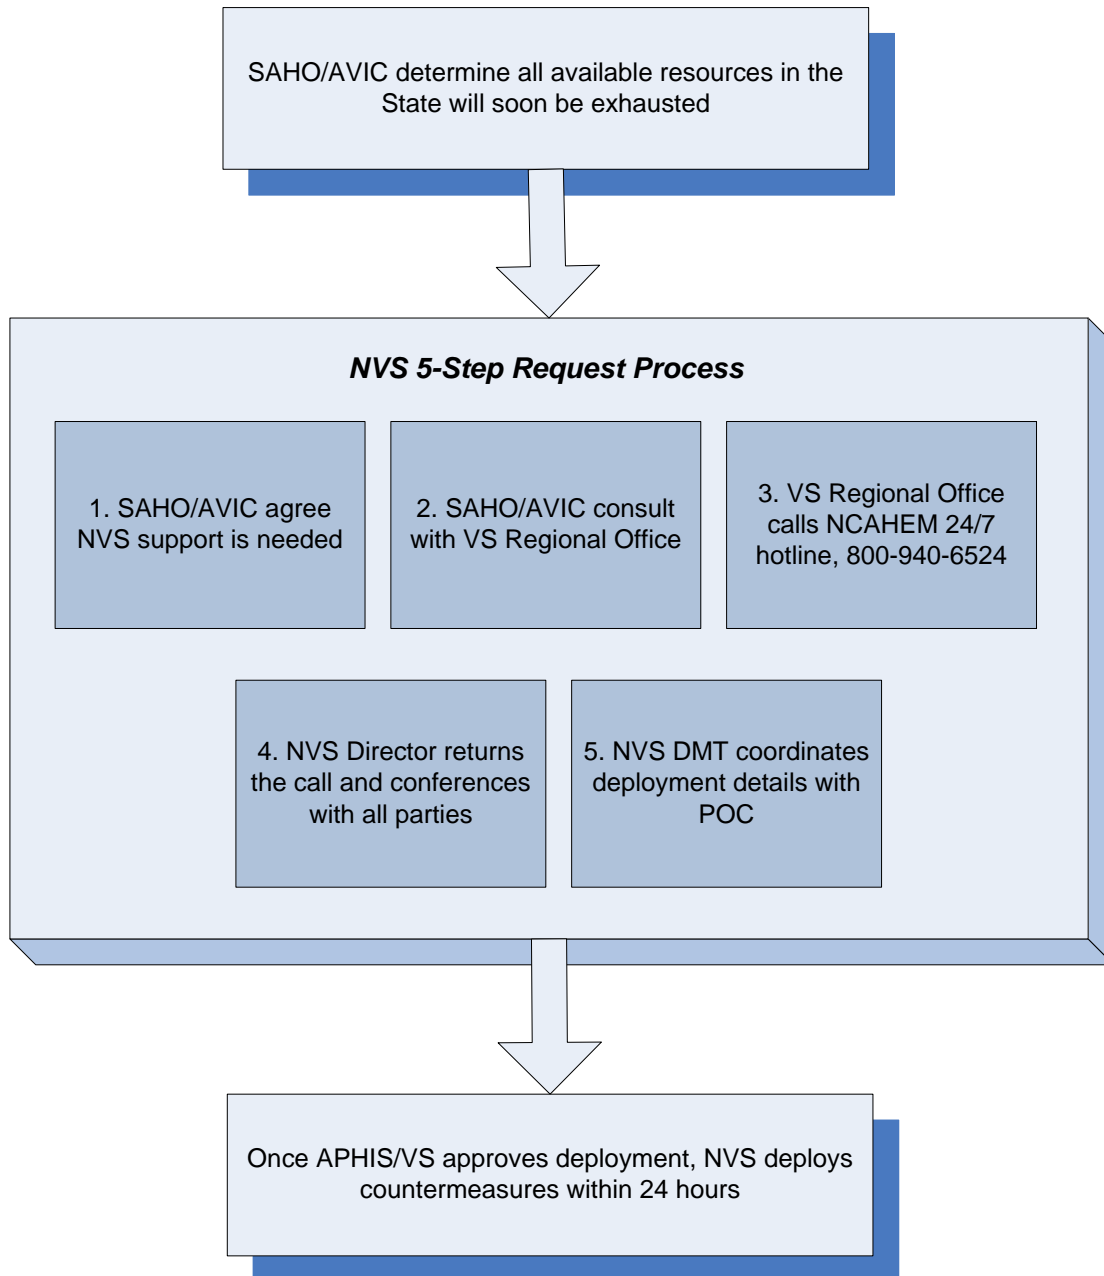 SAHO/AVIC determine all available resources in the
State will soon be exhausted
NVS 5-Step Request Process
1. SAHO/AVIC agree
NVS support is needed
2. SAHO/AVIC consult
with VS Regional Office
3. VS Regional Office
calls NCAHEM 24/7
hotline, 800-940-6524
4. NVS Director returns
the call and conferences
with all parties
5. NVS DMT coordinates
deployment details with
POC
Once APHIS/VS approves deployment, NVS deploys
countermeasures within 24 hours